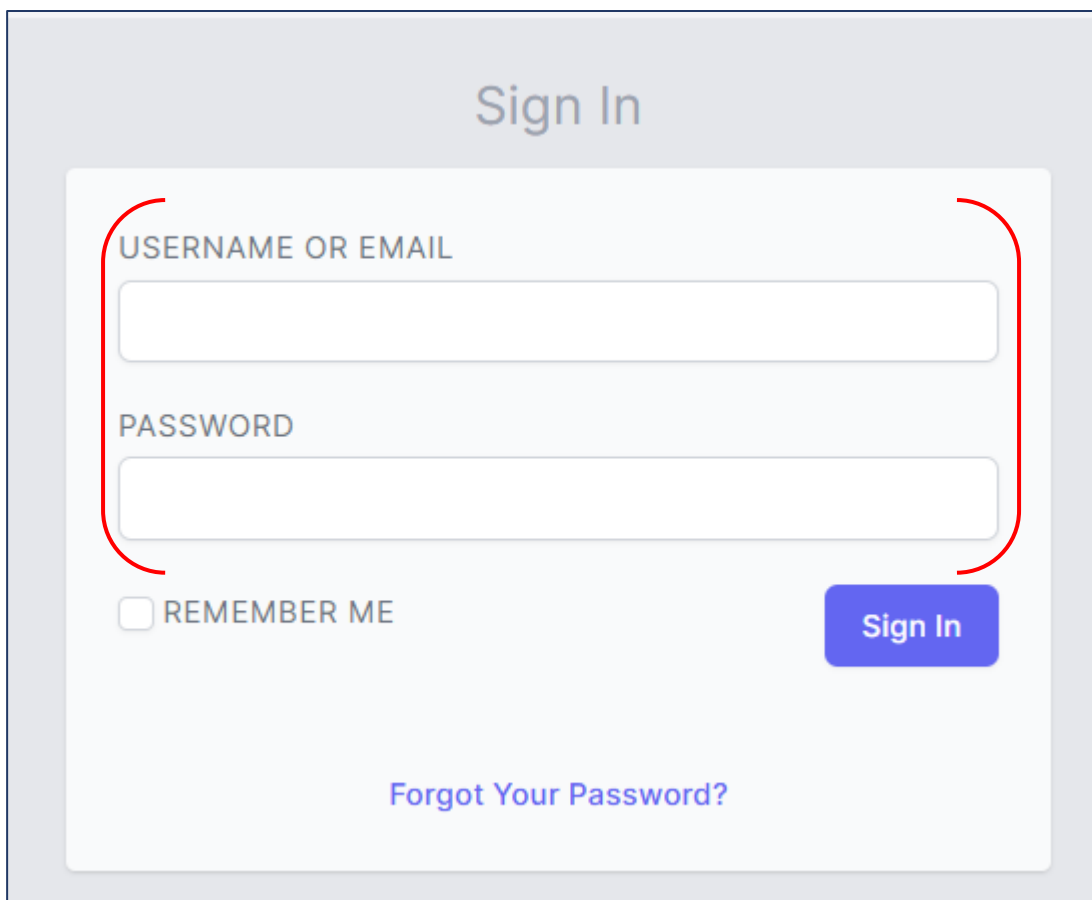 Sign In
USERNAME OR EMAIL
PASSWORD
REMEMBER ME
Sign In
Forgot Your Password?